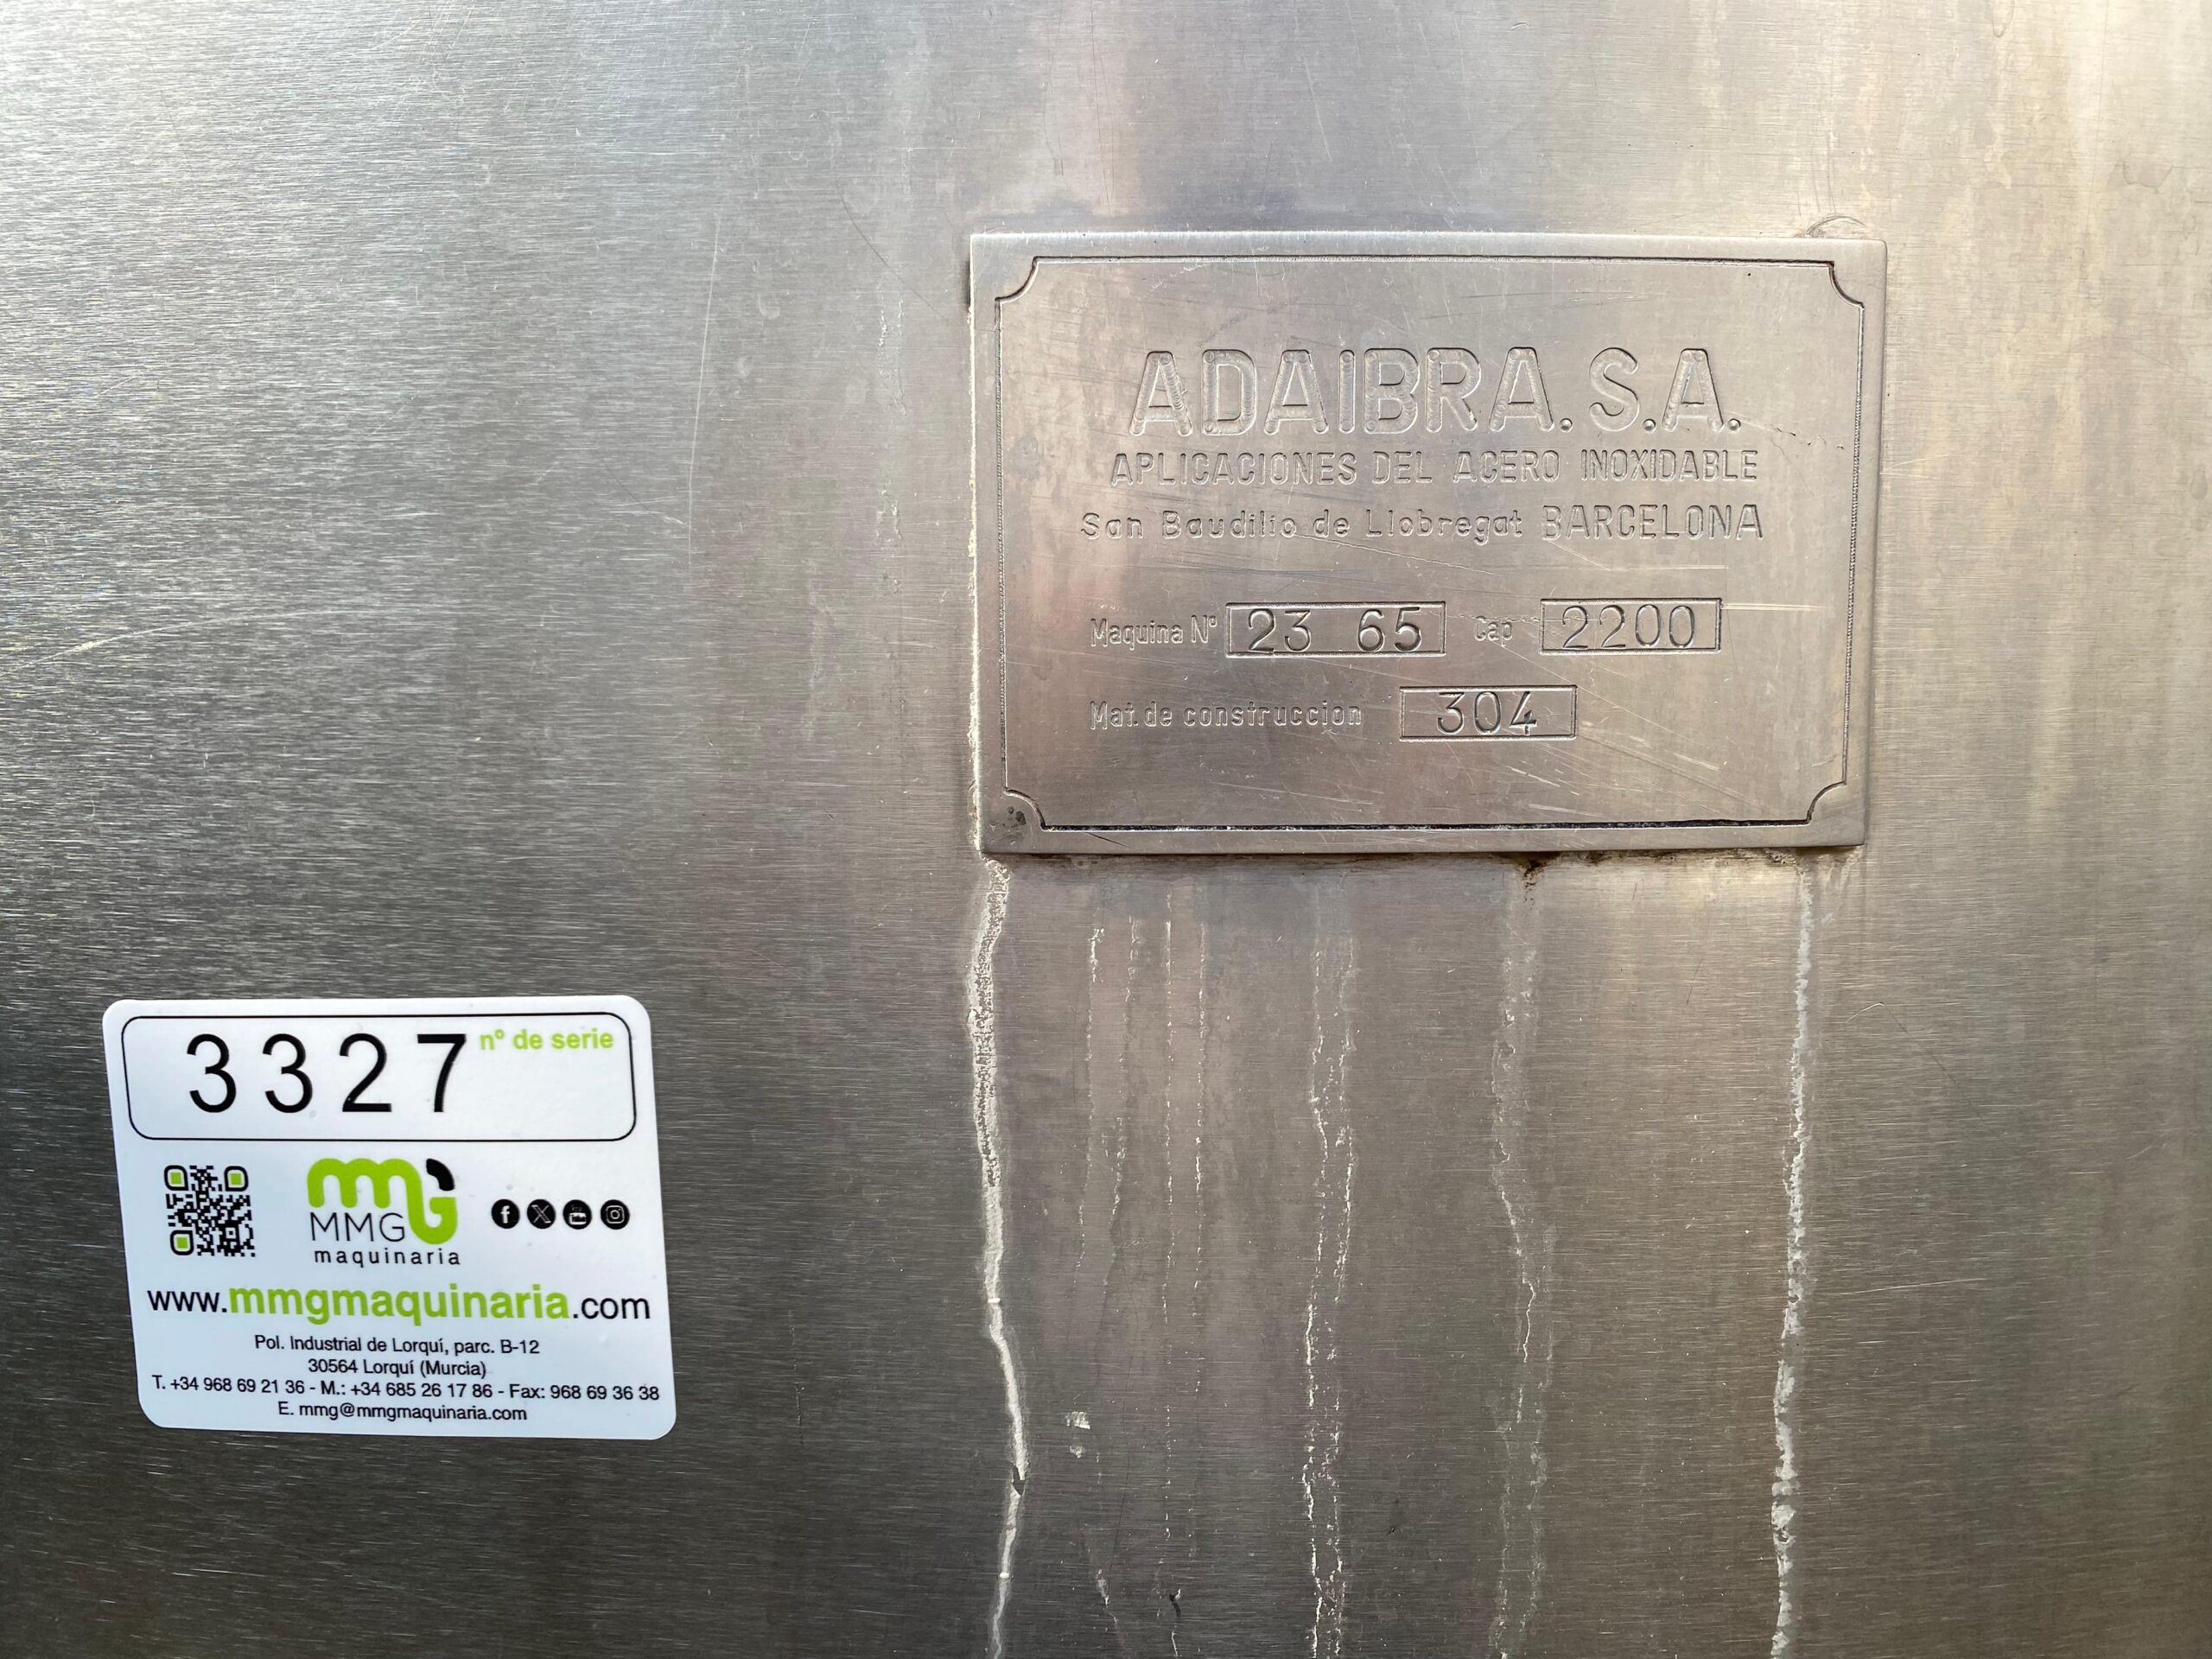 ADAIBRA. S.A.
APLICACIONES DEL ACERO INOXIDABLE
San Baudilio de Llobregat BARCELONA
Maquina Nº 23 65 Cap 2200
Mat. de construccion 304
3327 nº de serie
MMG
maquinaria
www.mmgmaquinaria.com
Pol. Industrial de Lorquí, parc. B-12
30564 Lorquí (Murcia)
T. +34 968 69 21 36 - M.: +34 685 26 17 86 - Fax: 968 69 36 38
E. mmg@mmgmaquinaria.com